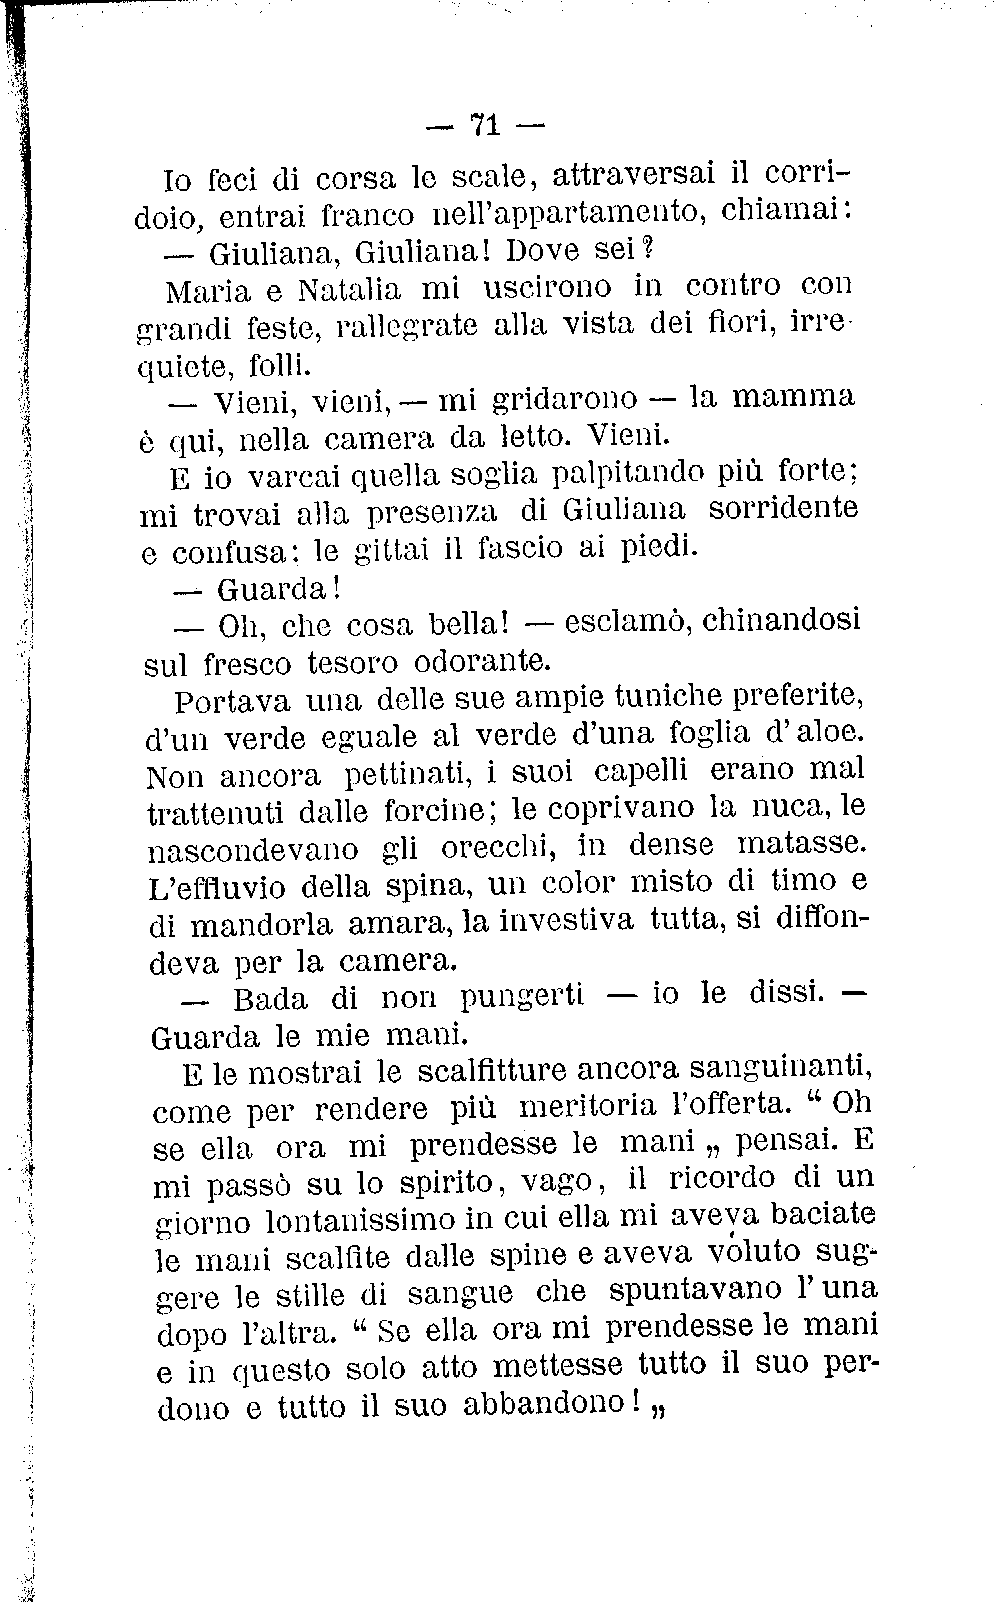 — 71 —
Io feci di corsa le scale, attraversai il corri-
doio, entrai franco nell'appartamento, chiamai:
— Giuliana, Giuliana! Dove sei?
Maria e Natalia mi uscirono in contro con
grandi feste, rallegrate alla vista dei fiori, irre-
quiete, folli.
— Vieni, vieni, — mi gridarono — la mamma
è qui, nella camera da letto. Vieni.
E io varcai quella soglia palpitando più forte;
mi trovai alla presenza di Giuliana sorridente
e confusa: le gittai il fascio ai piedi.
— Guarda!
— Oh, che cosa bella! — esclamò, chinandosi
sul fresco tesoro odorante.
Portava una delle sue ampie tuniche preferite,
d'un verde eguale al verde d'una foglia d'aloe.
Non ancora pettinati, i suoi capelli erano mal
trattenuti dalle forcine; le coprivano la nuca, le
nascondevano gli orecchi, in dense matasse.
L'effluvio della spina, un color misto di timo e
di mandorla amara, la investiva tutta, si diffon-
deva per la camera.
— Bada di non pungerti — io le dissi. —
Guarda le mie mani.
E le mostrai le scalfitture ancora sanguinanti,
come per rendere più meritoria l'offerta. “ Oh
se ella ora mi prendesse le mani „ pensai. E
mi passò su lo spirito, vago, il ricordo di un
giorno lontanissimo in cui ella mi aveva baciate
le mani scalfite dalle spine e aveva voluto sug-
gere le stille di sangue che spuntavano l'una
dopo l'altra. “ Se ella ora mi prendesse le mani
e in questo solo atto mettesse tutto il suo per-
dono e tutto il suo abbandono! „